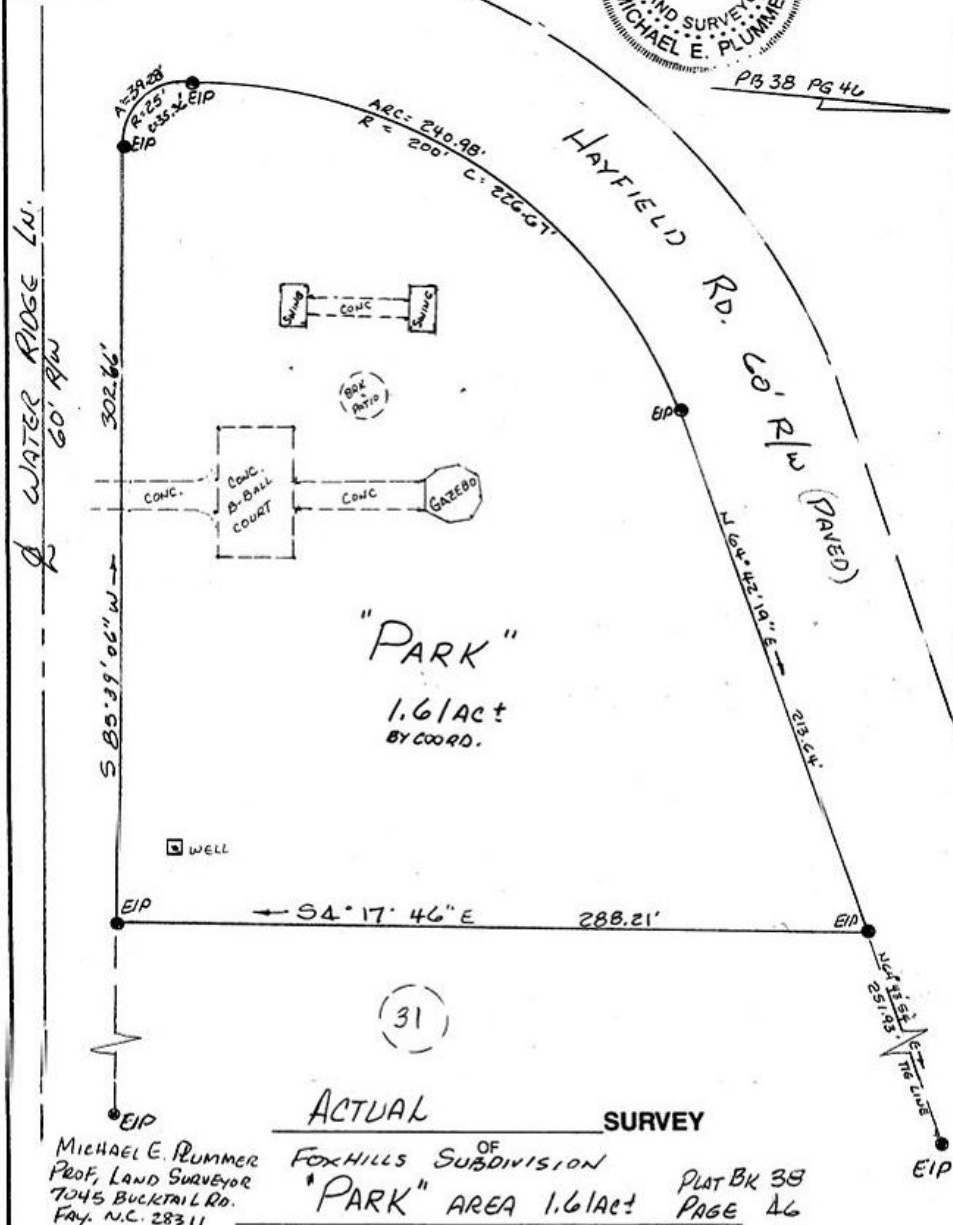 LAND SURVEYOR
MICHAEL E. PLUMMER
PB 38 PG 46
A=39.28'
R=25'
C=35.36'
EIP
EIP
ARC= 240.98'
R = 200'
C= 226.67'
HAYFIELD RD. 60' R/W (PAVED)
℄ WATER RIDGE LN.
60' R/W
SWING
CONC
SWING
BRK
PATIO
302.66'
S 85°39'06" W →
EIP
CONC.
CONC.
B-BALL
COURT
CONC
GAZEBO
N 64°42'19" E →
213.64'
"PARK"
1.61 AC ±
BY COORD.
WELL
EIP
← S4°17'46" E 288.21'
EIP
31
251.93'
TIE LINE
EIP
EIP
ACTUAL SURVEY
OF
FOXHILLS SUBDIVISION
"PARK" AREA 1.61AC±
PLAT BK 38
PAGE 46
MICHAEL E. PLUMMER
PROF, LAND SURVEYOR
7045 BUCKTAIL RD.
FAY. N.C. 28311